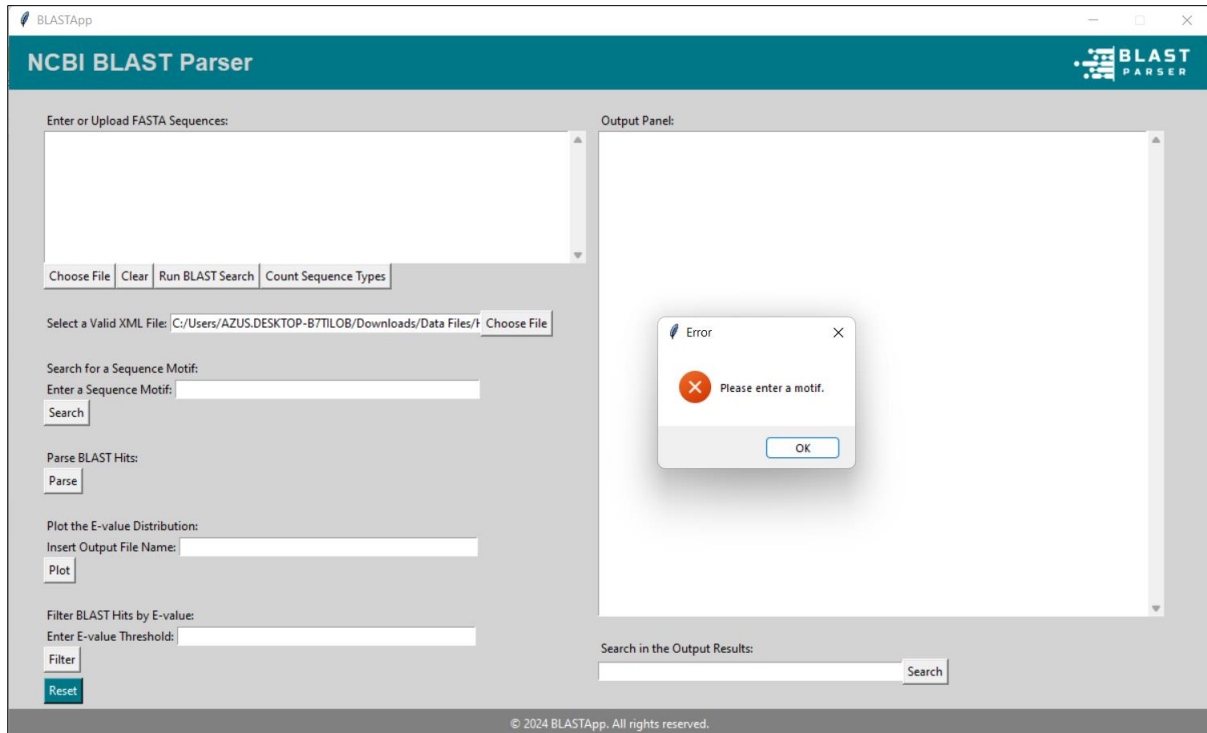 BLASTApp
NCBI BLAST Parser
BLAST
PARSER
Enter or Upload FASTA Sequences:
Choose File Clear Run BLAST Search Count Sequence Types
Select a Valid XML File: C:/Users/AZUS.DESKTOP-B7TILOB/Downloads/Data Files/H Choose File
Search for a Sequence Motif:
Enter a Sequence Motif:
Search
Parse BLAST Hits:
Parse
Plot the E-value Distribution:
Insert Output File Name:
Plot
Filter BLAST Hits by E-value:
Enter E-value Threshold:
Filter
Reset
Output Panel:
Error
Please enter a motif.
OK
Search in the Output Results:
Search
© 2024 BLASTApp. All rights reserved.